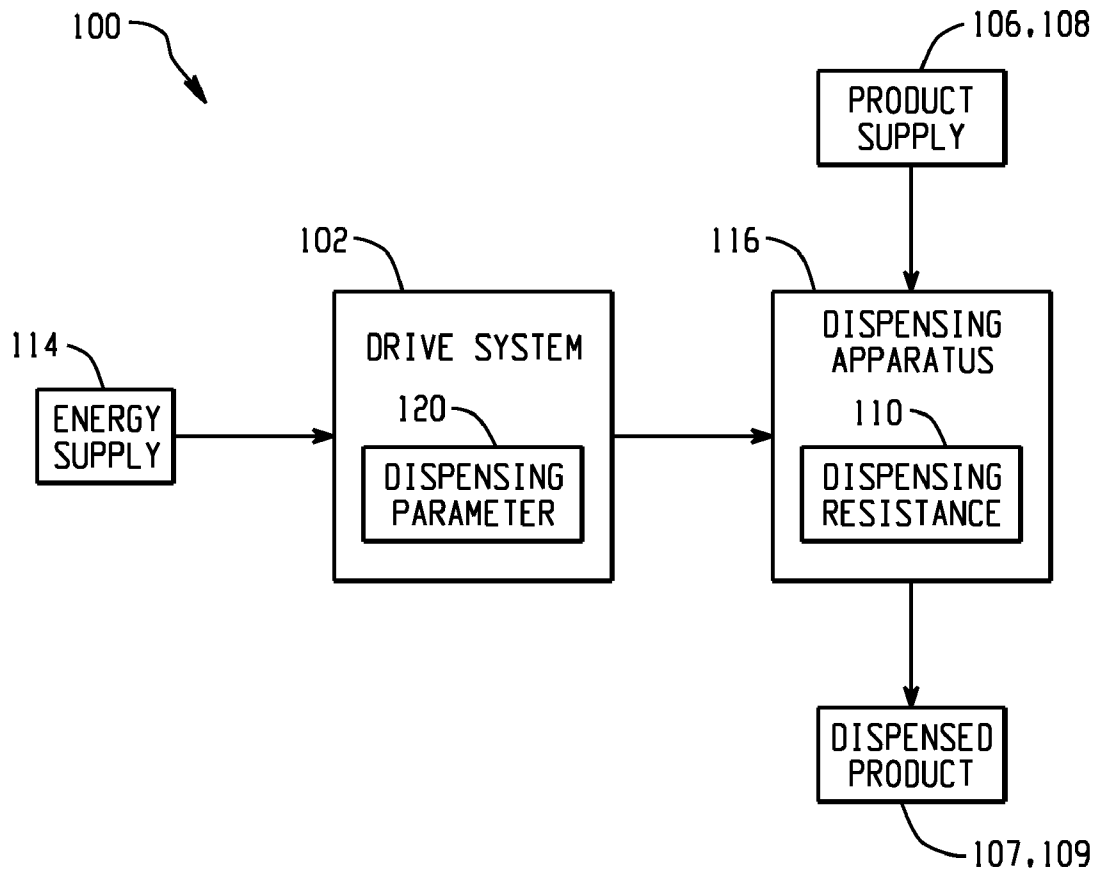 100
106,108
PRODUCT
SUPPLY
102
116
DRIVE SYSTEM
DISPENSING
APPARATUS
114
ENERGY
SUPPLY
120
DISPENSING
PARAMETER
110
DISPENSING
RESISTANCE
DISPENSED
PRODUCT
107,109